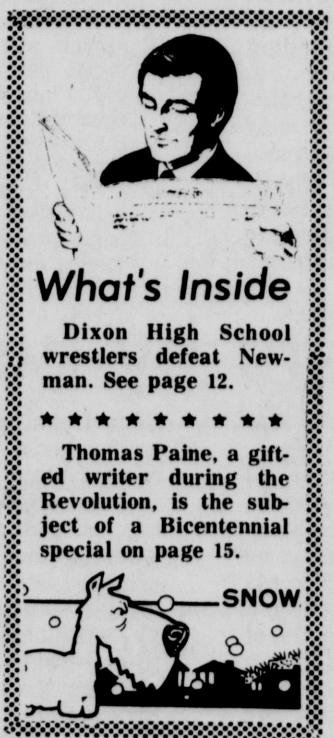 What's Inside
Dixon High School
wrestlers defeat New-
man. See page 12.
★ ★ ★ ★ ★ ★ ★ ★ ★
Thomas Paine, a gift-
ed writer during the
Revolution, is the sub-
ject of a Bicentennial
special on page 15.
SNOW